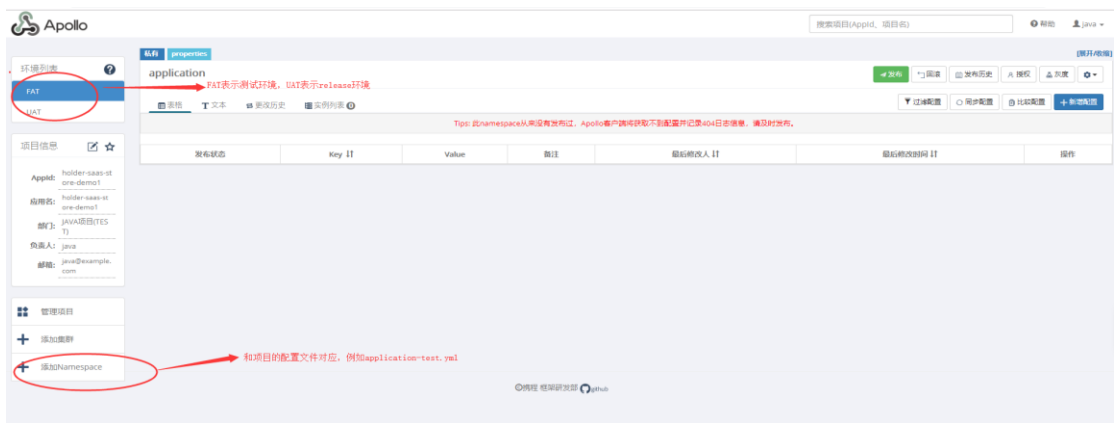 Apollo
搜索项目(AppId、项目名)
帮助
java
私有 properties
[展开/收缩]
环境列表
FAT
UAT
application
FAT表示测试环境，UAT表示release环境
发布 回滚 发布历史 授权 灰度
表格 文本 更改历史 实例列表 0
过滤配置 同步配置 比较配置 新增配置
Tips: 此namespace从来没有发布过，Apollo客户端将获取不到配置并记录404日志信息，请及时发布。
发布状态 Key Value 备注 最后修改人 最后修改时间 操作
项目信息
AppId: holder-saas-st
ore-demo1
应用名: holder-saas-st
ore-demo1
部门: JAVA项目(TES
T)
负责人: java
邮箱: java@example.
com
管理项目
添加集群
添加Namespace
和项目的配置文件对应，例如application-test.yml
©携程 框架研发部 github